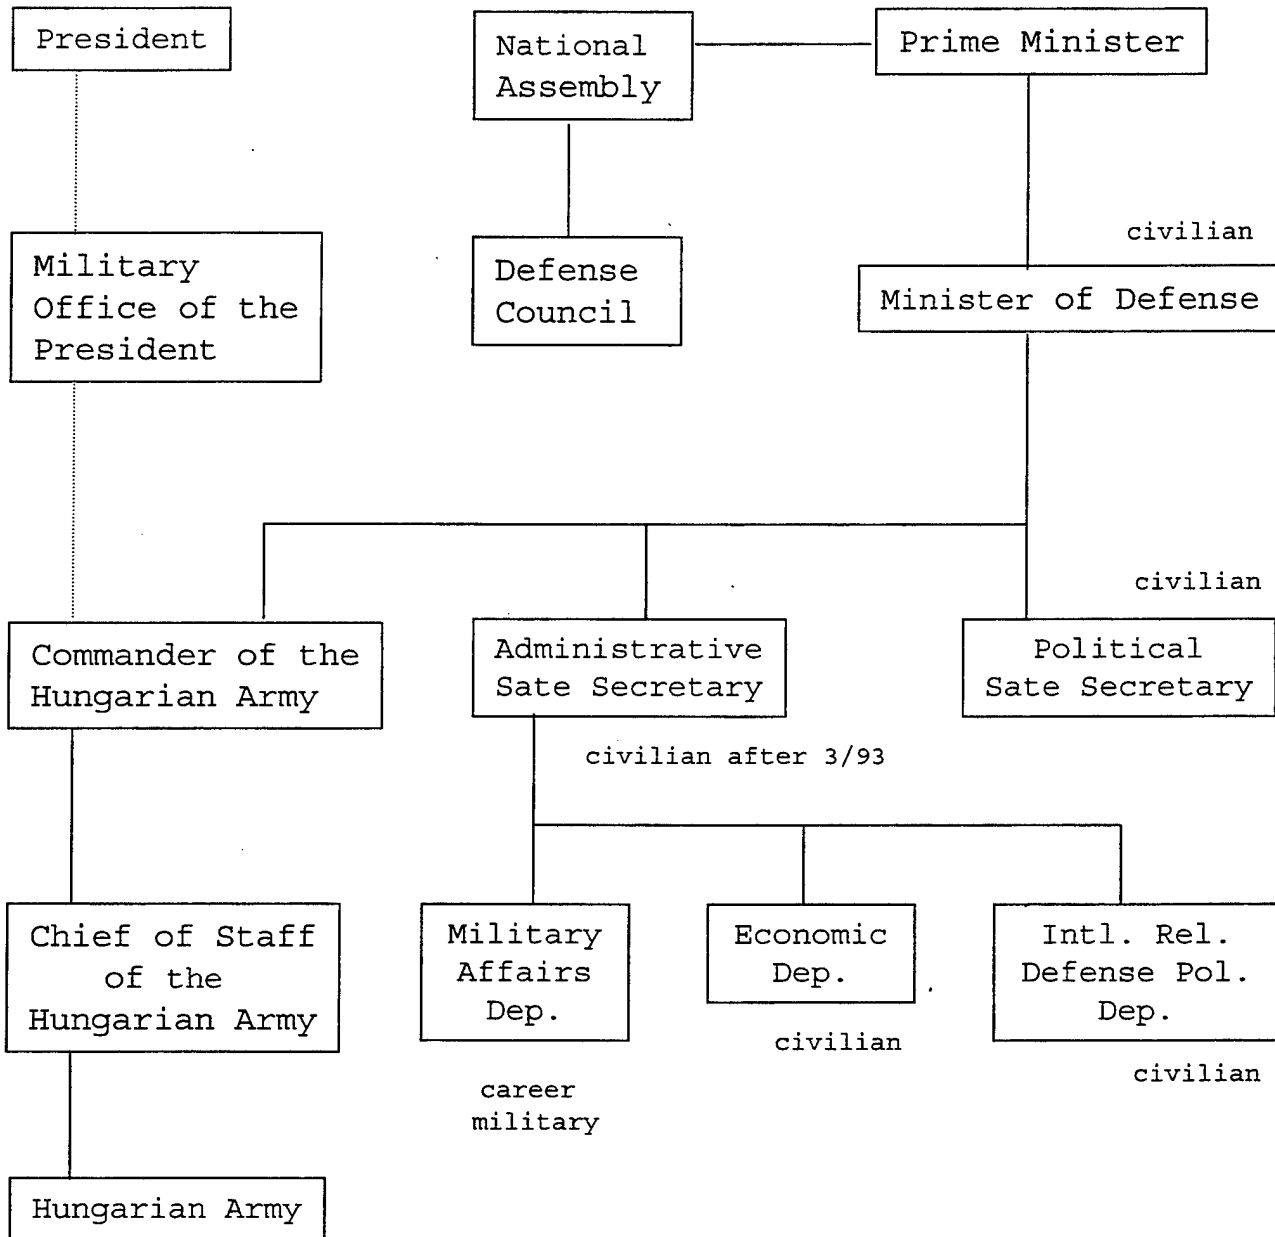 President
National
Assembly
Prime Minister
civilian
Military
Office of the
President
Defense
Council
Minister of Defense
civilian
Commander of the
Hungarian Army
Administrative
Sate Secretary
Political
Sate Secretary
civilian after 3/93
Chief of Staff
of the
Hungarian Army
Military
Affairs
Dep.
Economic
Dep.
Intl. Rel.
Defense Pol.
Dep.
civilian
civilian
career
military
Hungarian Army